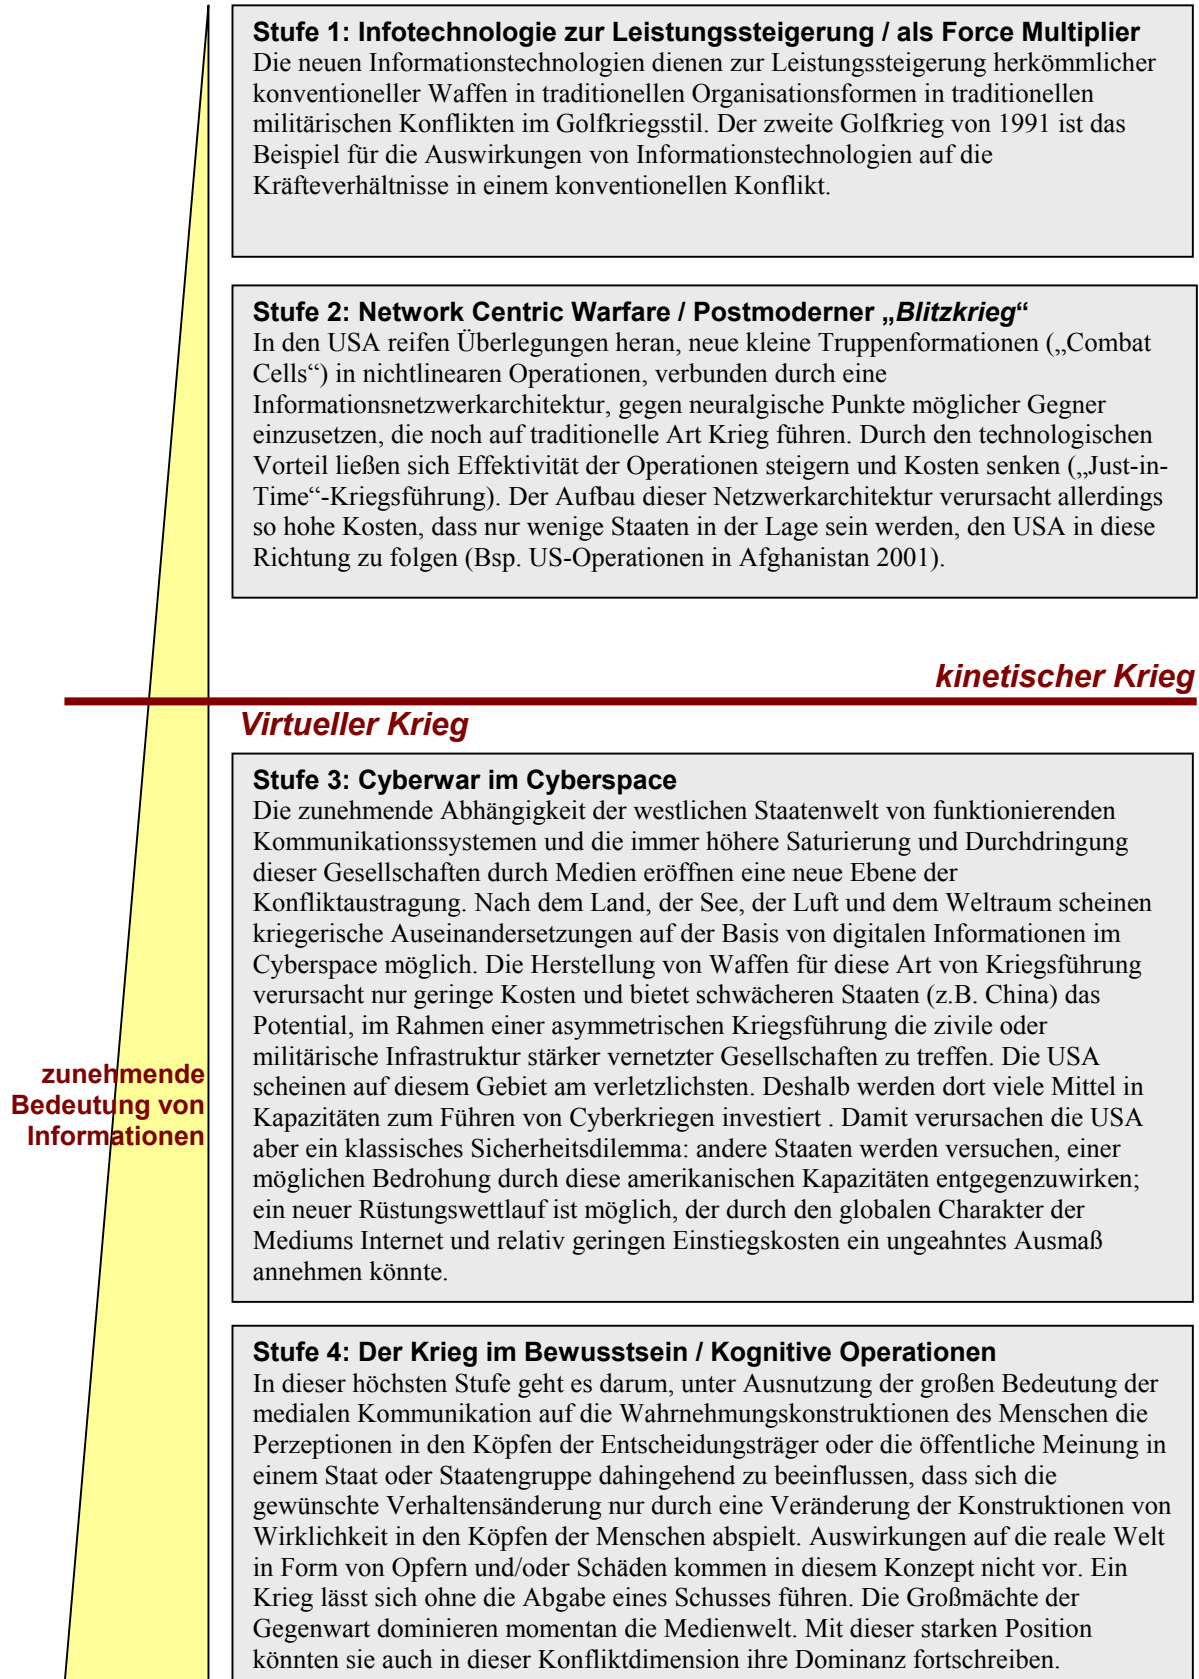 Stufe 1: Infotechnologie zur Leistungssteigerung / als Force Multiplier
Die neuen Informationstechnologien dienen zur Leistungssteigerung herkömmlicher
konventioneller Waffen in traditionellen Organisationsformen in traditionellen
militärischen Konflikten im Golfkriegsstil. Der zweite Golfkrieg von 1991 ist das
Beispiel für die Auswirkungen von Informationstechnologien auf die
Kräfteverhältnisse in einem konventionellen Konflikt.
Stufe 2: Network Centric Warfare / Postmoderner „Blitzkrieg“
In den USA reifen Überlegungen heran, neue kleine Truppenformationen („Combat
Cells“) in nichtlinearen Operationen, verbunden durch eine
Informationsnetzwerkarchitektur, gegen neuralgische Punkte möglicher Gegner
einzusetzen, die noch auf traditionelle Art Krieg führen. Durch den technologischen
Vorteil ließen sich Effektivität der Operationen steigern und Kosten senken („Just-in-
Time“-Kriegsführung). Der Aufbau dieser Netzwerkarchitektur verursacht allerdings
so hohe Kosten, dass nur wenige Staaten in der Lage sein werden, den USA in diese
Richtung zu folgen (Bsp. US-Operationen in Afghanistan 2001).
kinetischer Krieg
Virtueller Krieg
Stufe 3: Cyberwar im Cyberspace
Die zunehmende Abhängigkeit der westlichen Staatenwelt von funktionierenden
Kommunikationssystemen und die immer höhere Saturierung und Durchdringung
dieser Gesellschaften durch Medien eröffnen eine neue Ebene der
Konfliktaustragung. Nach dem Land, der See, der Luft und dem Weltraum scheinen
kriegerische Auseinandersetzungen auf der Basis von digitalen Informationen im
Cyberspace möglich. Die Herstellung von Waffen für diese Art von Kriegsführung
verursacht nur geringe Kosten und bietet schwächeren Staaten (z.B. China) das
Potential, im Rahmen einer asymmetrischen Kriegsführung die zivile oder
militärische Infrastruktur stärker vernetzter Gesellschaften zu treffen. Die USA
scheinen auf diesem Gebiet am verletzlichsten. Deshalb werden dort viele Mittel in
Kapazitäten zum Führen von Cyberkriegen investiert . Damit verursachen die USA
aber ein klassisches Sicherheitsdilemma: andere Staaten werden versuchen, einer
möglichen Bedrohung durch diese amerikanischen Kapazitäten entgegenzuwirken;
ein neuer Rüstungswettlauf ist möglich, der durch den globalen Charakter der
Mediums Internet und relativ geringen Einstiegskosten ein ungeahntes Ausmaß
annehmen könnte.
zunehmende
Bedeutung von
Informationen
Stufe 4: Der Krieg im Bewusstsein / Kognitive Operationen
In dieser höchsten Stufe geht es darum, unter Ausnutzung der großen Bedeutung der
medialen Kommunikation auf die Wahrnehmungskonstruktionen des Menschen die
Perzeptionen in den Köpfen der Entscheidungsträger oder die öffentliche Meinung in
einem Staat oder Staatengruppe dahingehend zu beeinflussen, dass sich die
gewünschte Verhaltensänderung nur durch eine Veränderung der Konstruktionen von
Wirklichkeit in den Köpfen der Menschen abspielt. Auswirkungen auf die reale Welt
in Form von Opfern und/oder Schäden kommen in diesem Konzept nicht vor. Ein
Krieg lässt sich ohne die Abgabe eines Schusses führen. Die Großmächte der
Gegenwart dominieren momentan die Medienwelt. Mit dieser starken Position
könnten sie auch in dieser Konfliktdimension ihre Dominanz fortschreiben.